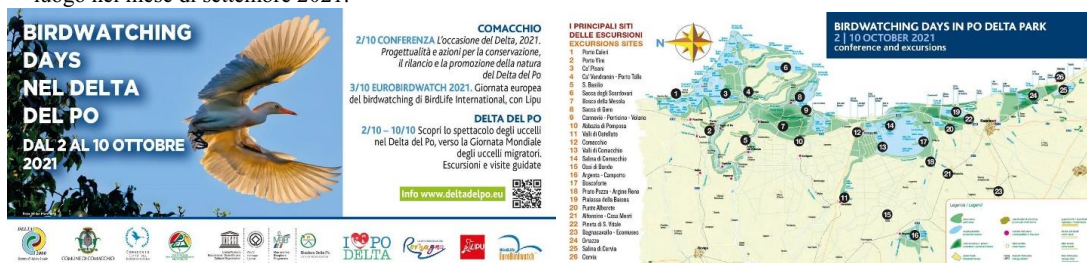 luogo nel mese di settembre 2021:
BIRDWATCHING
DAYS
NEL DELTA
DEL PO
DAL 2 AL 10 OTTOBRE
2021
COMACCHIO
2/10 CONFERENZA L'occasione del Delta, 2021.
Progettualità e azioni per la conservazione,
il rilancio e la promozione della natura
del Delta del Po
3/10 EUROBIRDWATCH 2021. Giornata europea
del birdwatching di BirdLife International, con Lipu
DELTA DEL PO
2/10 – 10/10 Scopri lo spettacolo degli uccelli
nel Delta del Po, verso la Giornata Mondiale
degli uccelli migratori.
Escursioni e visite guidate
Info www.deltadelpo.eu
COMUNE DI COMACCHIO
I ♥ PO
DELTA
LIPU
EuroBirdwatch
I PRINCIPALI SITI
DELLE ESCURSIONI
EXCURSIONS SITES
1 Porto Caleri
2 Porto Viro
3 Ca' Pisani
4 Ca' Vendramin - Porto Tolle
5 S. Basilio
6 Sacca degli Scardovari
7 Bosco della Mesola
8 Sacca di Goro
9 Cannevié - Porticino - Volano
10 Abbazia di Pomposa
11 Valli di Ostellato
12 Comacchio
13 Valli di Comacchio
14 Salina di Comacchio
15 Oasi di Bando
16 Argenta - Campotto
17 Boscoforte
18 Prato Pozzo - Argine Reno
19 Pialassa della Baiona
20 Punte Alberete
21 Alfonsine - Casa Monti
22 Pineta di S. Vitale
23 Bagnacavallo - Ecomuseo
24 Ortazzo
25 Salina di Cervia
26 Cervia
N
BIRDWATCHING DAYS IN PO DELTA PARK
2 | 10 OCTOBER 2021
conference and excursions
Legenda / Legend